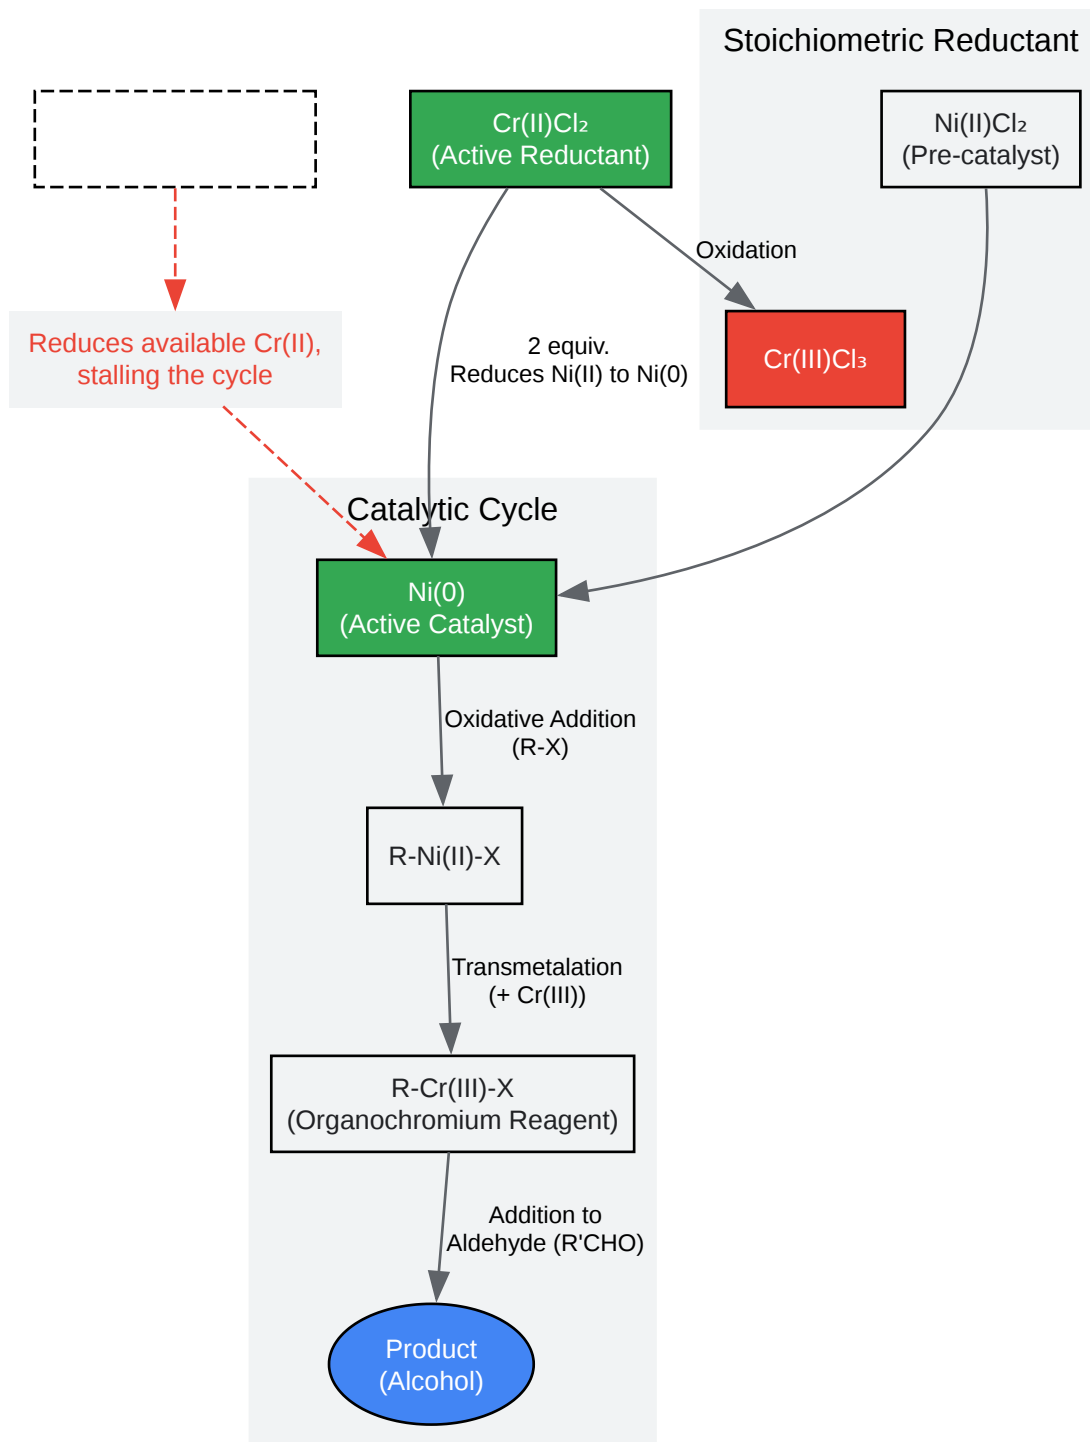 Stoichiometric Reductant
Cr(II)Cl₂
(Active Reductant)
Ni(II)Cl₂
(Pre-catalyst)
Oxidation
Reduces available Cr(II),
stalling the cycle
2 equiv.
Reduces Ni(II) to Ni(0)
Cr(III)Cl₃
Catalytic Cycle
Ni(0)
(Active Catalyst)
Oxidative Addition
(R-X)
R-Ni(II)-X
Transmetalation
(+ Cr(III))
R-Cr(III)-X
(Organochromium Reagent)
Addition to
Aldehyde (R'CHO)
Product
(Alcohol)